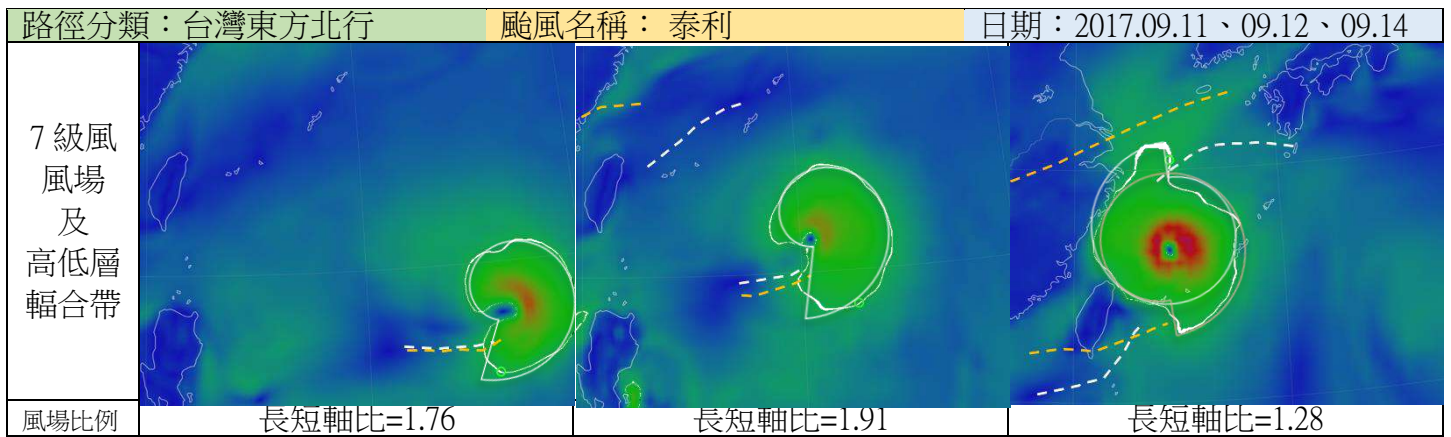 路徑分類：台灣東方北行 颱風名稱： 泰利 日期：2017.09.11、09.12、09.14
7 級風
風場
及
高低層
輻合帶
風場比例 長短軸比=1.76 長短軸比=1.91 長短軸比=1.28